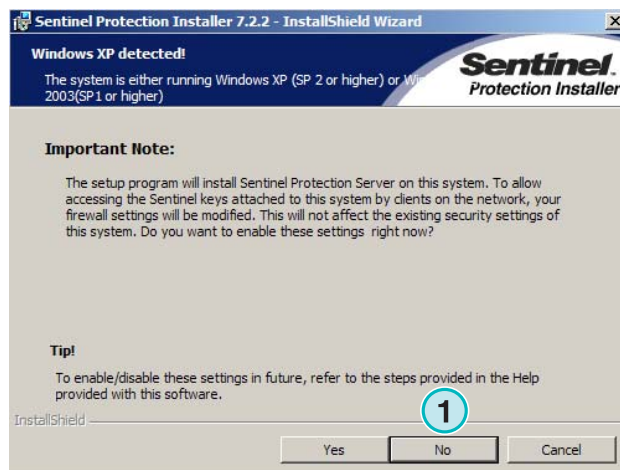 Sentinel Protection Installer 7.2.2 - InstallShield Wizard
Windows XP detected!
The system is either running Windows XP (SP 2 or higher) or
2003(SP1 or higher)
Sentinel.
Protection Installer
Important Note:
The setup program will install Sentinel Protection Server on this system. To allow
accessing the Sentinel keys attached to this system by clients on the network, your
firewall settings will be modified. This will not affect the existing security settings of
this system. Do you want to enable these settings right now?
Tip!
To enable/disable these settings in future, refer to the steps provided in the Help
provided with this software.
1
InstallShield
Yes
No
Cancel